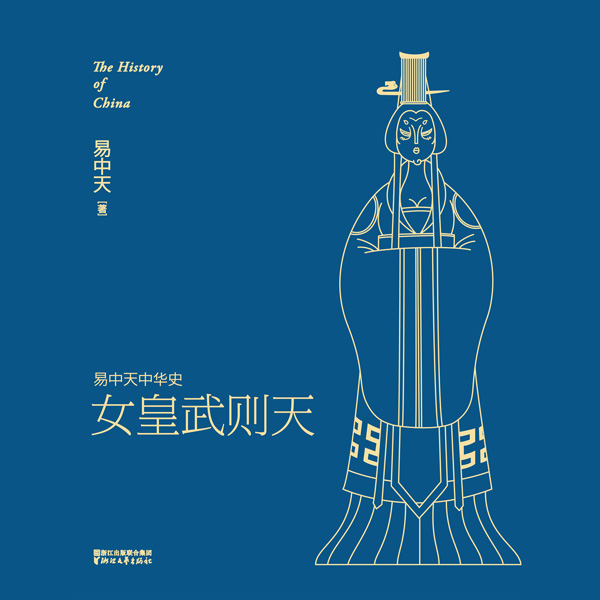 The History
of
China
易中天
[著]
易中天中华史
女皇武则天
浙江出版联合集团
浙江文艺出版社